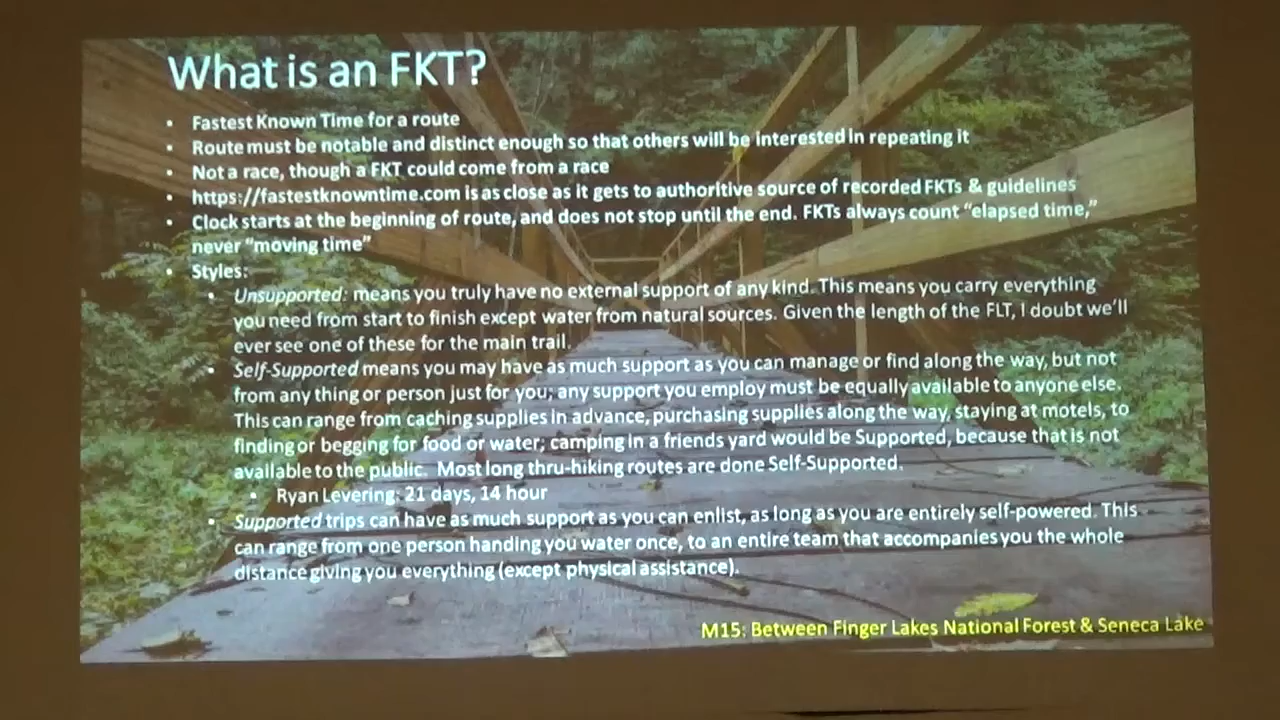 What is an FKT?
• Fastest Known Time for a route
• Route must be notable and distinct enough so that others will be interested in repeating it
• Not a race, though a FKT could come from a race
• https://fastestknowntime.com is as close as it gets to authoritive source of recorded FKTs & guidelines
• Clock starts at the beginning of route, and does not stop until the end. FKTs always count “elapsed time,”
never “moving time”
• Styles:
• Unsupported: means you truly have no external support of any kind. This means you carry everything
you need from start to finish except water from natural sources. Given the length of the FLT, I doubt we’ll
ever see one of these for the main trail.
• Self-Supported means you may have as much support as you can manage or find along the way, but not
from any thing or person just for you; any support you employ must be equally available to anyone else.
This can range from caching supplies in advance, purchasing supplies along the way, staying at motels, to
finding or begging for food or water; camping in a friends yard would be Supported, because that is not
available to the public. Most long thru-hiking routes are done Self-Supported.
• Ryan Levering: 21 days, 14 hour
• Supported trips can have as much support as you can enlist, as long as you are entirely self-powered. This
can range from one person handing you water once, to an entire team that accompanies you the whole
distance giving you everything (except physical assistance).
M15: Between Finger Lakes National Forest & Seneca Lake